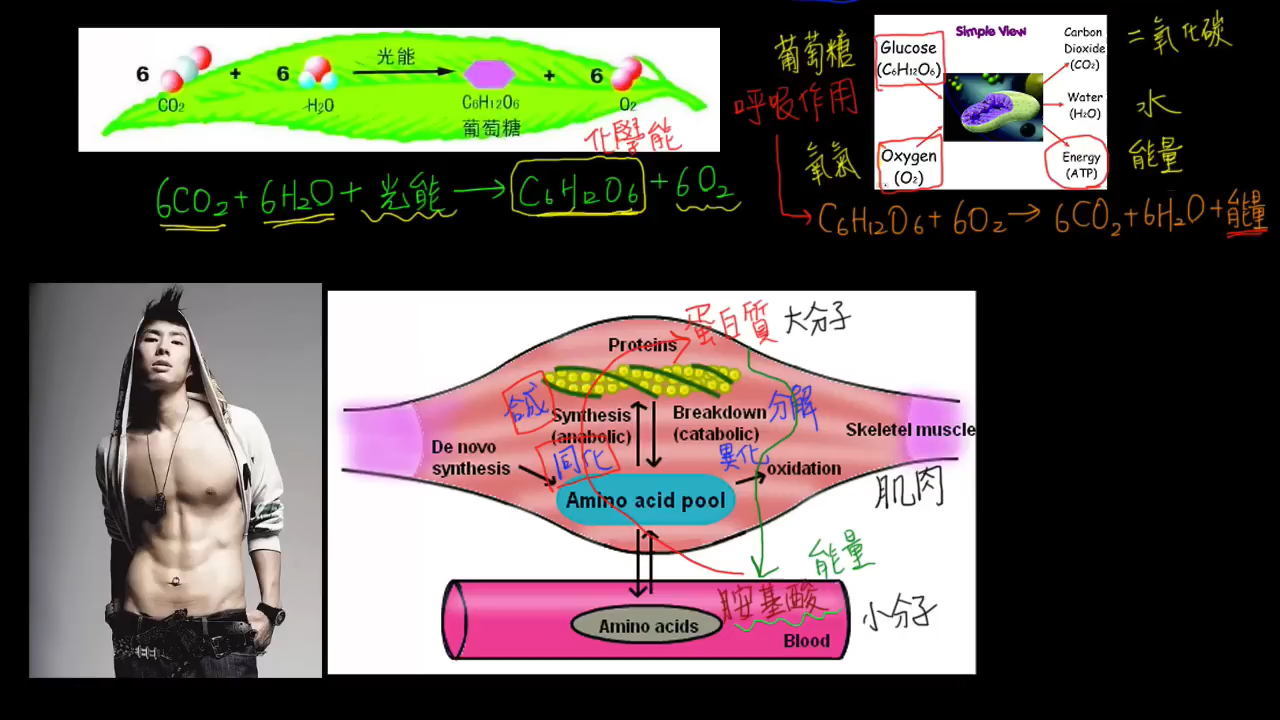 光能
6 + 6 + 6
CO2 H2O C6H12O6 O2
葡萄糖
化學能
6CO2 + 6H2O + 光能 → C6H12O6 + 6O2
Simple View
葡萄糖
Glucose
(C6H12O6)
Carbon
Dioxide
(CO2)
二氧化碳
呼吸作用
Water
(H2O)
水
氧氣
Oxygen
(O2)
Energy
(ATP)
能量
C6H12O6 + 6O2 → 6CO2 + 6H2O + 能量
蛋白質 大分子
Proteins
合成
Synthesis
(anabolic)
Breakdown
(catabolic)
分解
Skeletel muscle
De novo
synthesis
同化
異化
oxidation
肌肉
Amino acid pool
能量
胺基酸
小分子
Amino acids
Blood